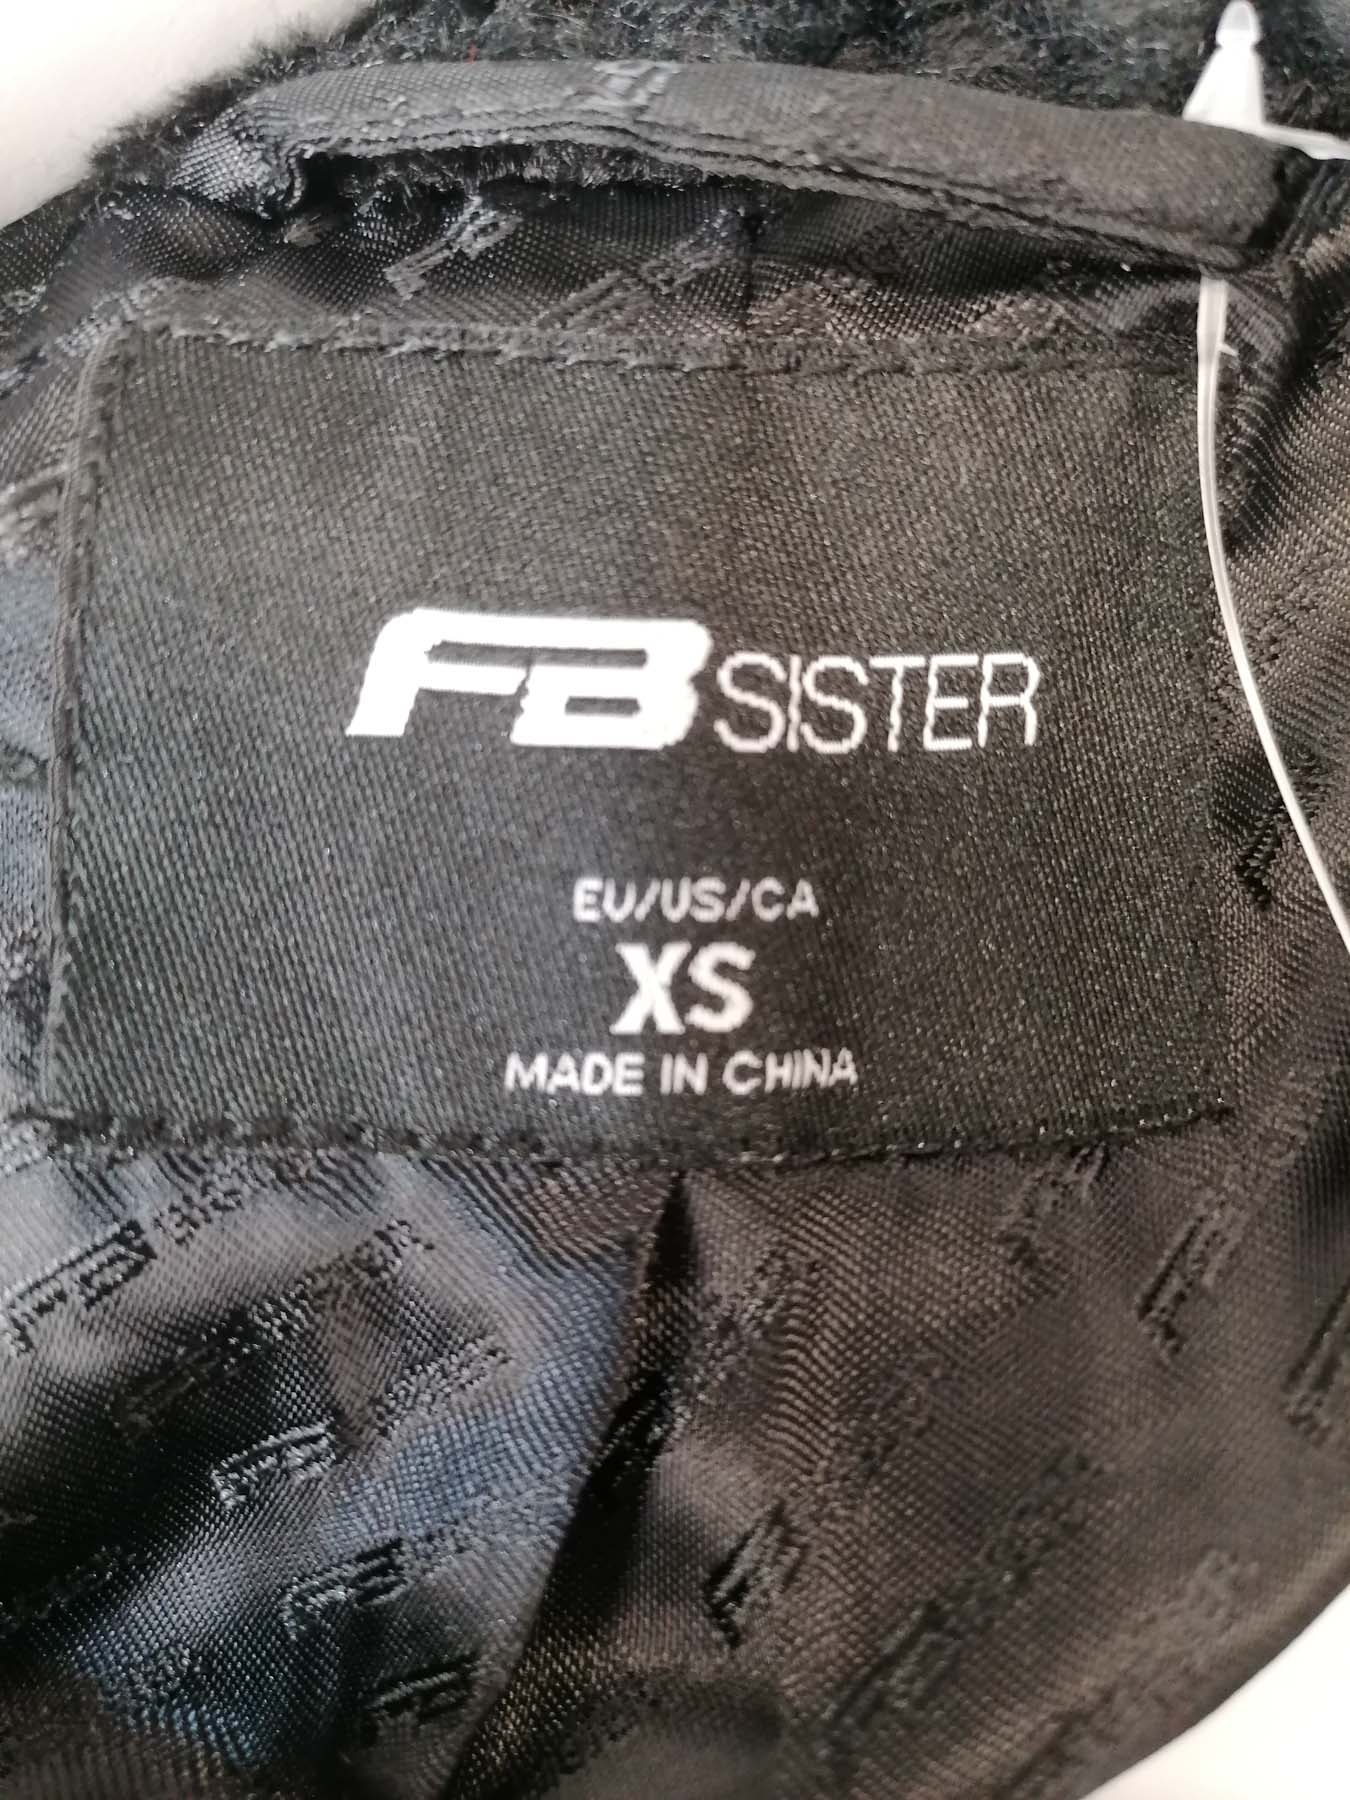 FB SISTER
EU/US/CA
XS
MADE IN CHINA